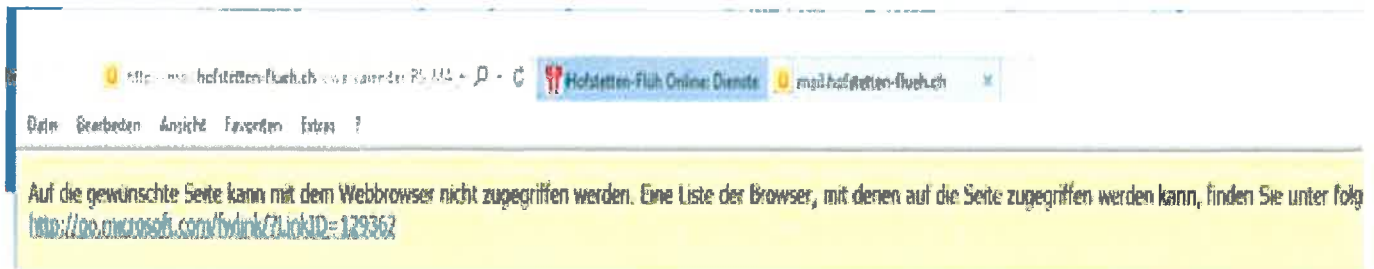 hofstetten-flueh.ch
Hofstetten-Flüh Online: Dienste
mail.hofstetten-flueh.ch
Datei Bearbeiten Ansicht Favoriten Extras ?
Auf die gewünschte Seite kann mit dem Webbrowser nicht zugegriffen werden. Eine Liste der Browser, mit denen auf die Seite zugegriffen werden kann, finden Sie unter folg
http://go.microsoft.com/fwlink/?LinkID=129362